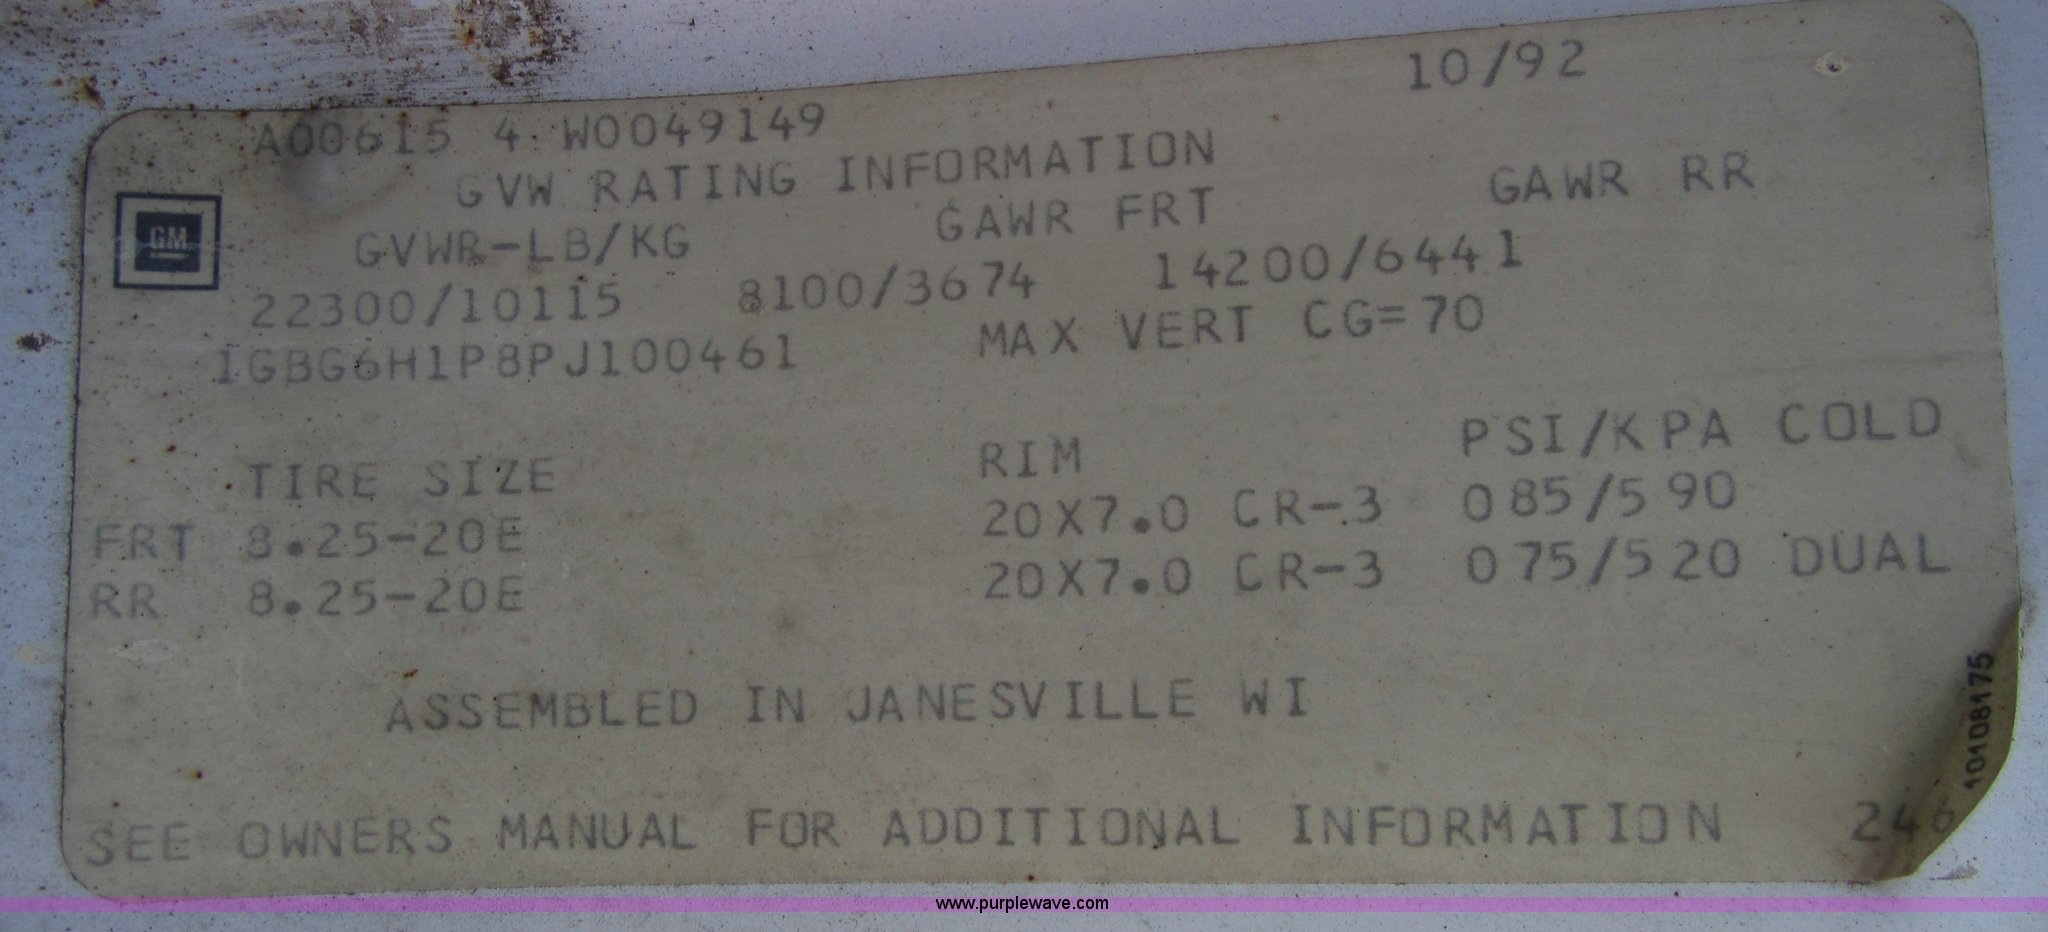 10/92
A00615 4 W0049149
GVW RATING INFORMATION
GVWR-LB/KG GAWR FRT GAWR RR
GM
22300/10115 8100/3674 14200/6441
1GBG6H1P8PJ100461 MAX VERT CG=70
TIRE SIZE RIM PSI/KPA COLD
FRT 8.25-20E 20X7.0 CR-3 085/590
RR 8.25-20E 20X7.0 CR-3 075/520 DUAL
ASSEMBLED IN JANESVILLE WI
10108175
SEE OWNERS MANUAL FOR ADDITIONAL INFORMATION 246
www.purplewave.com